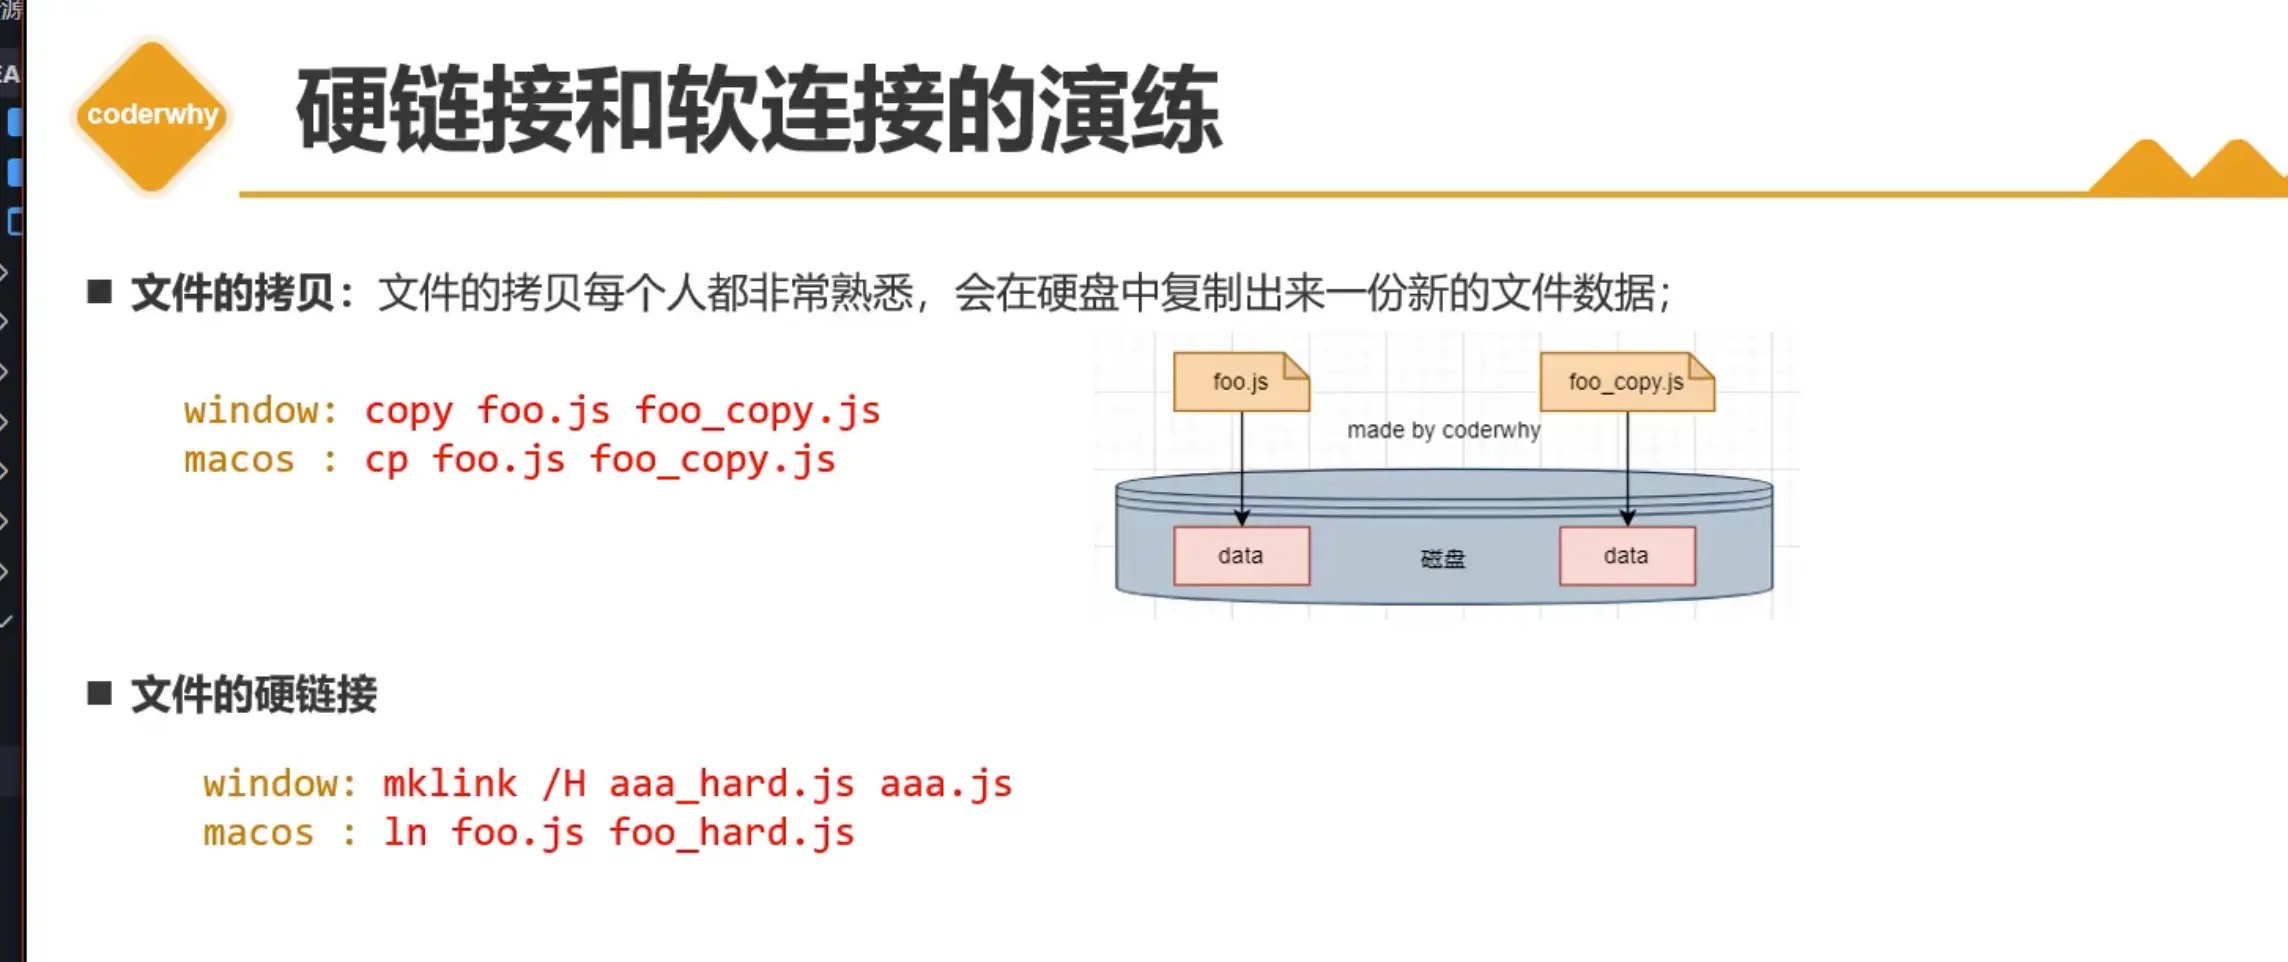 源
EA
coderwhy
硬链接和软连接的演练
文件的拷贝：文件的拷贝每个人都非常熟悉，会在硬盘中复制出来一份新的文件数据；
window: copy foo.js foo_copy.js
macos : cp foo.js foo_copy.js
foo.js
foo_copy.js
made by coderwhy
data
磁盘
data
文件的硬链接
window: mklink /H aaa_hard.js aaa.js
macos : ln foo.js foo_hard.js